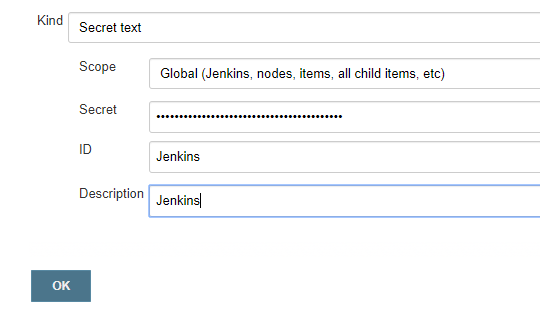 Kind Secret text
Scope Global (Jenkins, nodes, items, all child items, etc)
Secret ••••••••••••••••••••••••••••••••••••••••
ID Jenkins
Description Jenkins
OK